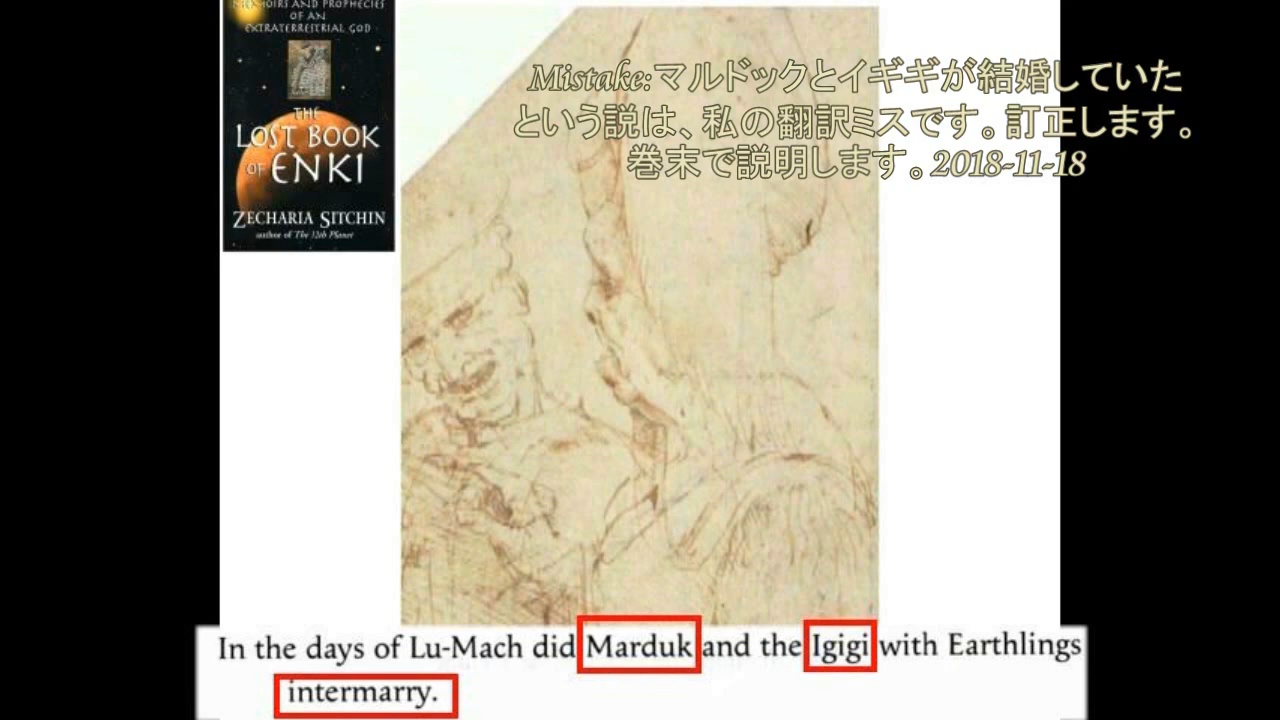 MEMOIRS AND PROPHECIES
OF AN
EXTRATERRESTRIAL GOD
THE
LOST BOOK
OF ENKI
ZECHARIA SITCHIN
author of The 12th Planet
Mistake:マルドックとイギギが結婚していた
という説は、私の翻訳ミスです。訂正します。
巻末で説明します。2018-11-18
In the days of Lu-Mach did Marduk and the Igigi with Earthlings
intermarry.